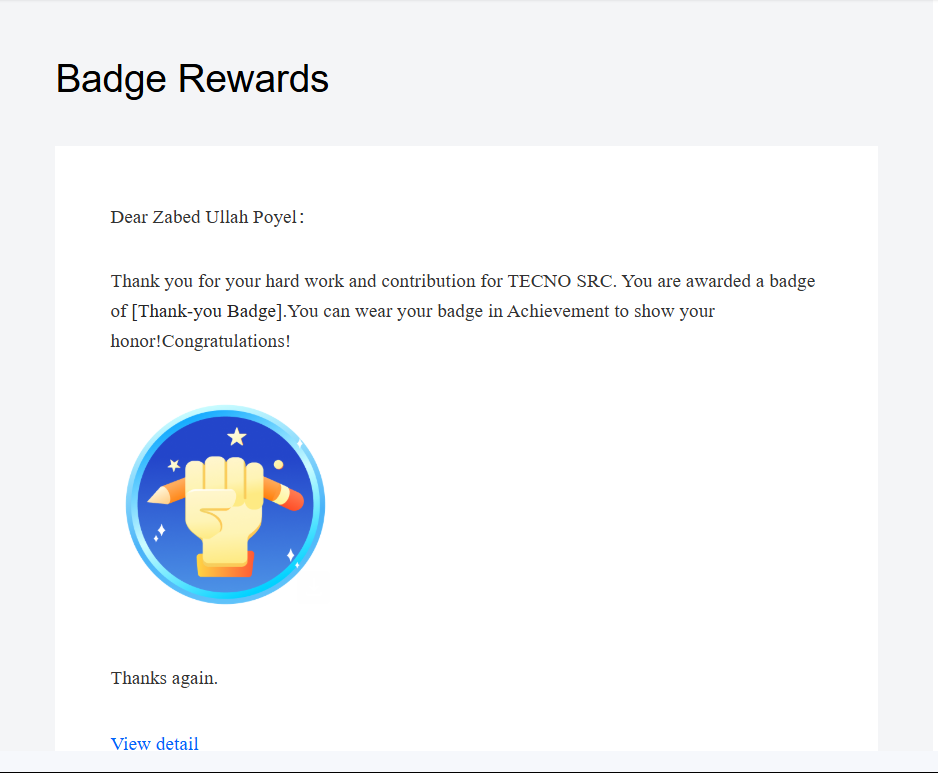 Badge Rewards
Dear Zabed Ullah Poyel：
Thank you for your hard work and contribution for TECNO SRC. You are awarded a badge
of [Thank-you Badge].You can wear your badge in Achievement to show your
honor!Congratulations!
Thanks again.
View detail